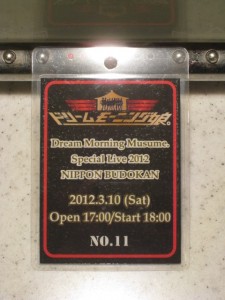 ドリームモーニング娘。
Dream Morning Musume.
Special Live 2012
NIPPON BUDOKAN
2012.3.10 (Sat)
Open 17:00/Start 18:00
NO.11